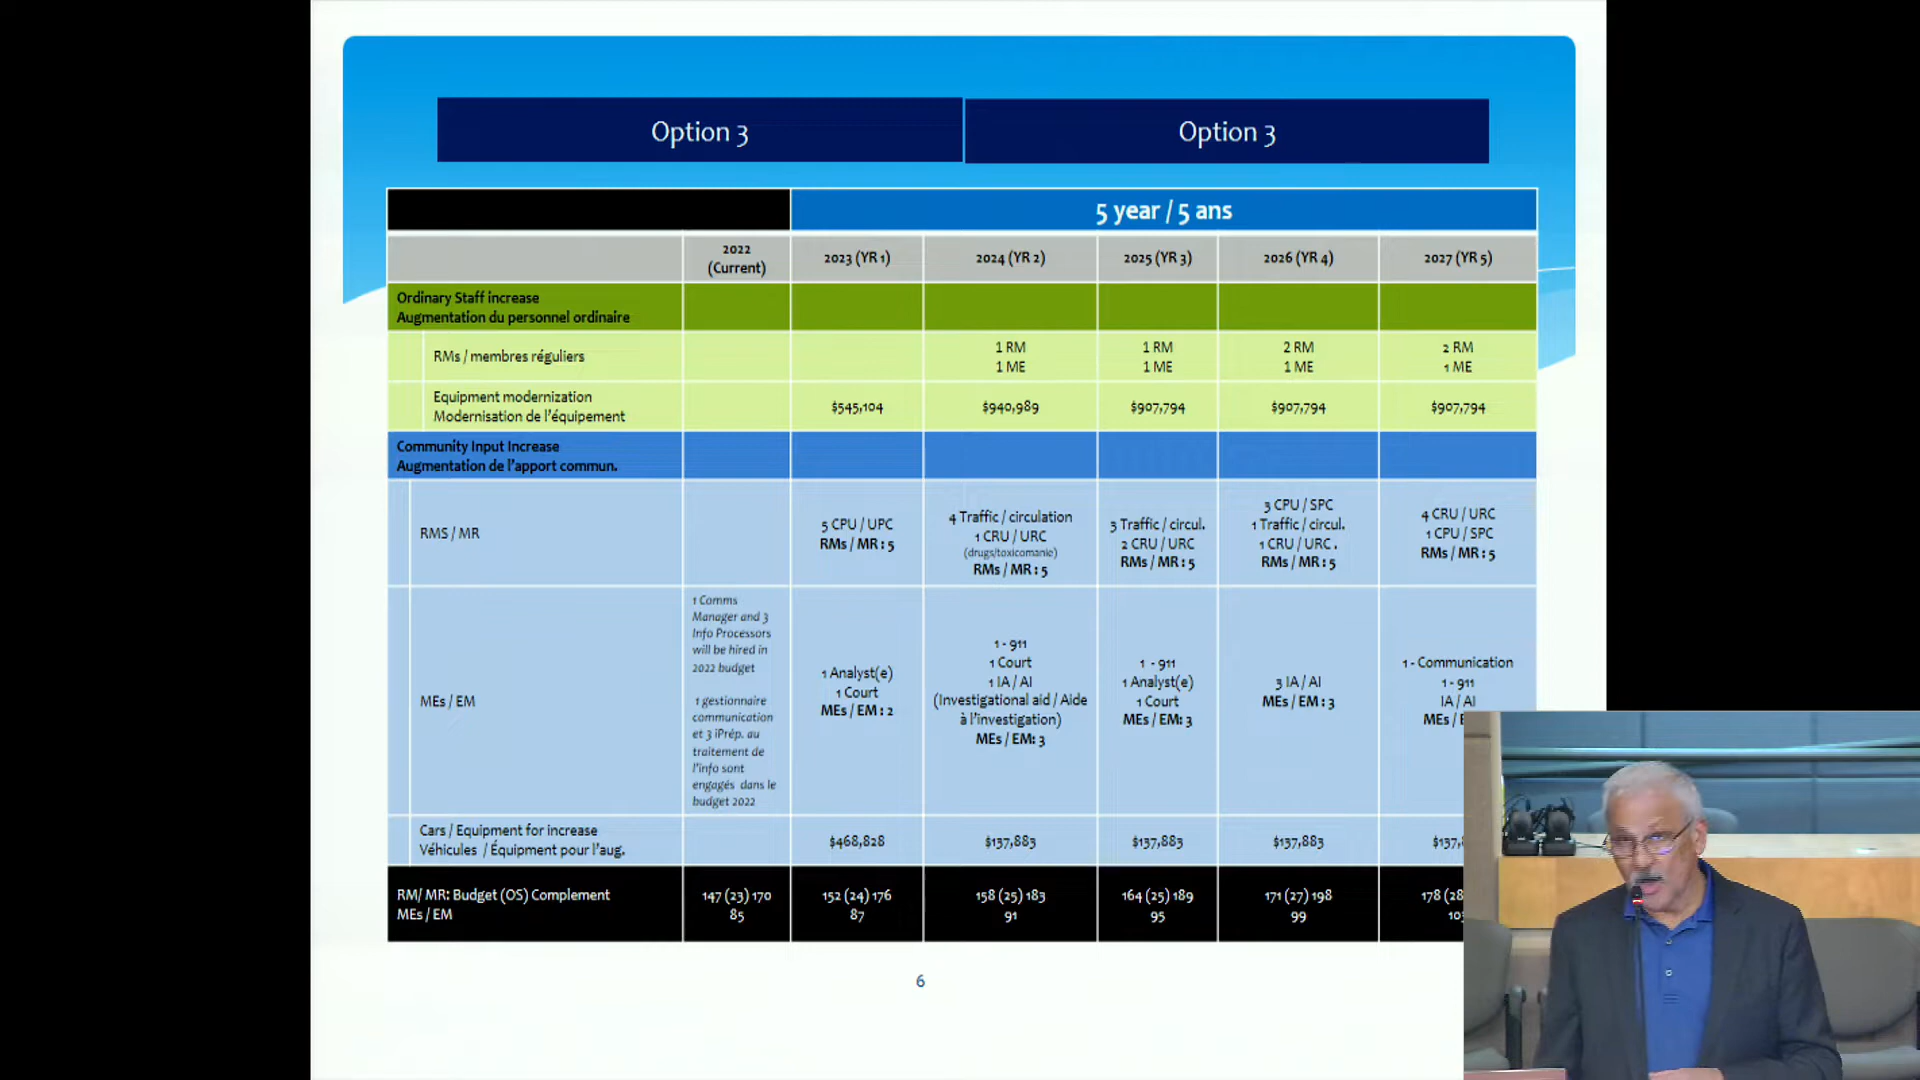 Option 3
Option 3
5 year / 5 ans
2022
(Current)
2023 (YR 1)
2024 (YR 2)
2025 (YR 3)
2026 (YR 4)
2027 (YR 5)
Ordinary Staff increase
Augmentation du personnel ordinaire
RMs / membres réguliers
1 RM
1 ME
1 RM
1 ME
2 RM
1 ME
2 RM
1 ME
Equipment modernization
Modernisation de l'équipement
$545,104
$940,989
$907,794
$907,794
$907,794
Community Input Increase
Augmentation de l'apport commun.
RMS / MR
5 CPU / UPC
RMs / MR : 5
4 Traffic / circulation
1 CRU / URC
(drugs/toxicomanie)
RMs / MR : 5
3 Traffic / circul.
2 CRU / URC
RMs / MR : 5
3 CPU / SPC
1 Traffic / circul.
1 CRU / URC .
RMs / MR : 5
4 CRU / URC
1 CPU / SPC
RMs / MR : 5
MEs / EM
1 Comms
Manager and 3
Info Processors
will be hired in
2022 budget
1 gestionnaire
communication
et 3 iPrép. au
traitement de
l'info sont
engagés dans le
budget 2022
1 Analyst(e)
1 Court
MEs / EM : 2
1 - 911
1 Court
1 IA / AI
(Investigational aid / Aide
à l'investigation)
MEs / EM: 3
1 - 911
1 Analyst(e)
1 Court
MEs / EM: 3
3 IA / AI
MEs / EM : 3
1 - Communication
1 - 911
IA / AI
MEs /
Cars / Equipment for increase
Véhicules / Équipment pour l'aug.
$468,828
$137,883
$137,883
$137,883
$137,
RM/ MR: Budget (OS) Complement
MEs / EM
147 (23) 170
85
152 (24) 176
87
158 (25) 183
91
164 (25) 189
95
171 (27) 198
99
178 (28
6